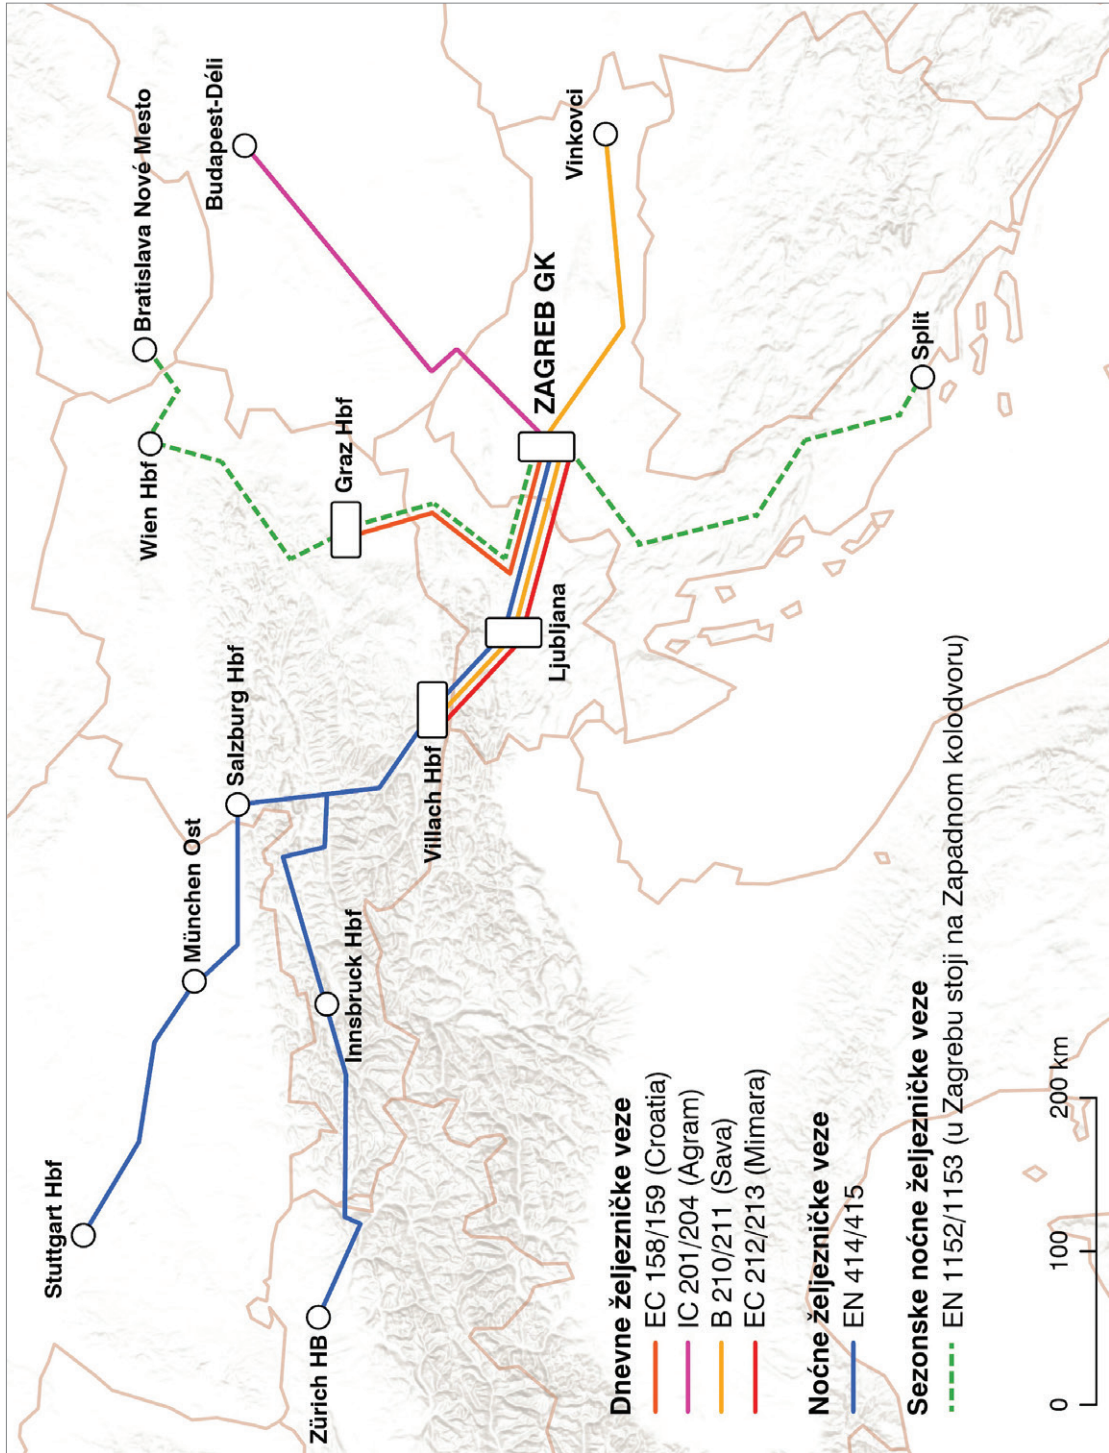 Stuttgart Hbf
München Ost
Salzburg Hbf
Wien Hbf
Bratislava Nové Mesto
Budapest-Déli
Zürich HB
Innsbruck Hbf
Villach Hbf
Graz Hbf
Ljubljana
ZAGREB GK
Vinkovci
Split
Dnevne željezničke veze
EC 158/159 (Croatia)
IC 201/204 (Agram)
B 210/211 (Sava)
EC 212/213 (Mimara)
Noćne željezničke veze
EN 414/415
Sezonske noćne željezničke veze
EN 1152/1153 (u Zagrebu stoji na Zapadnom kolodvoru)
0 100 200 km